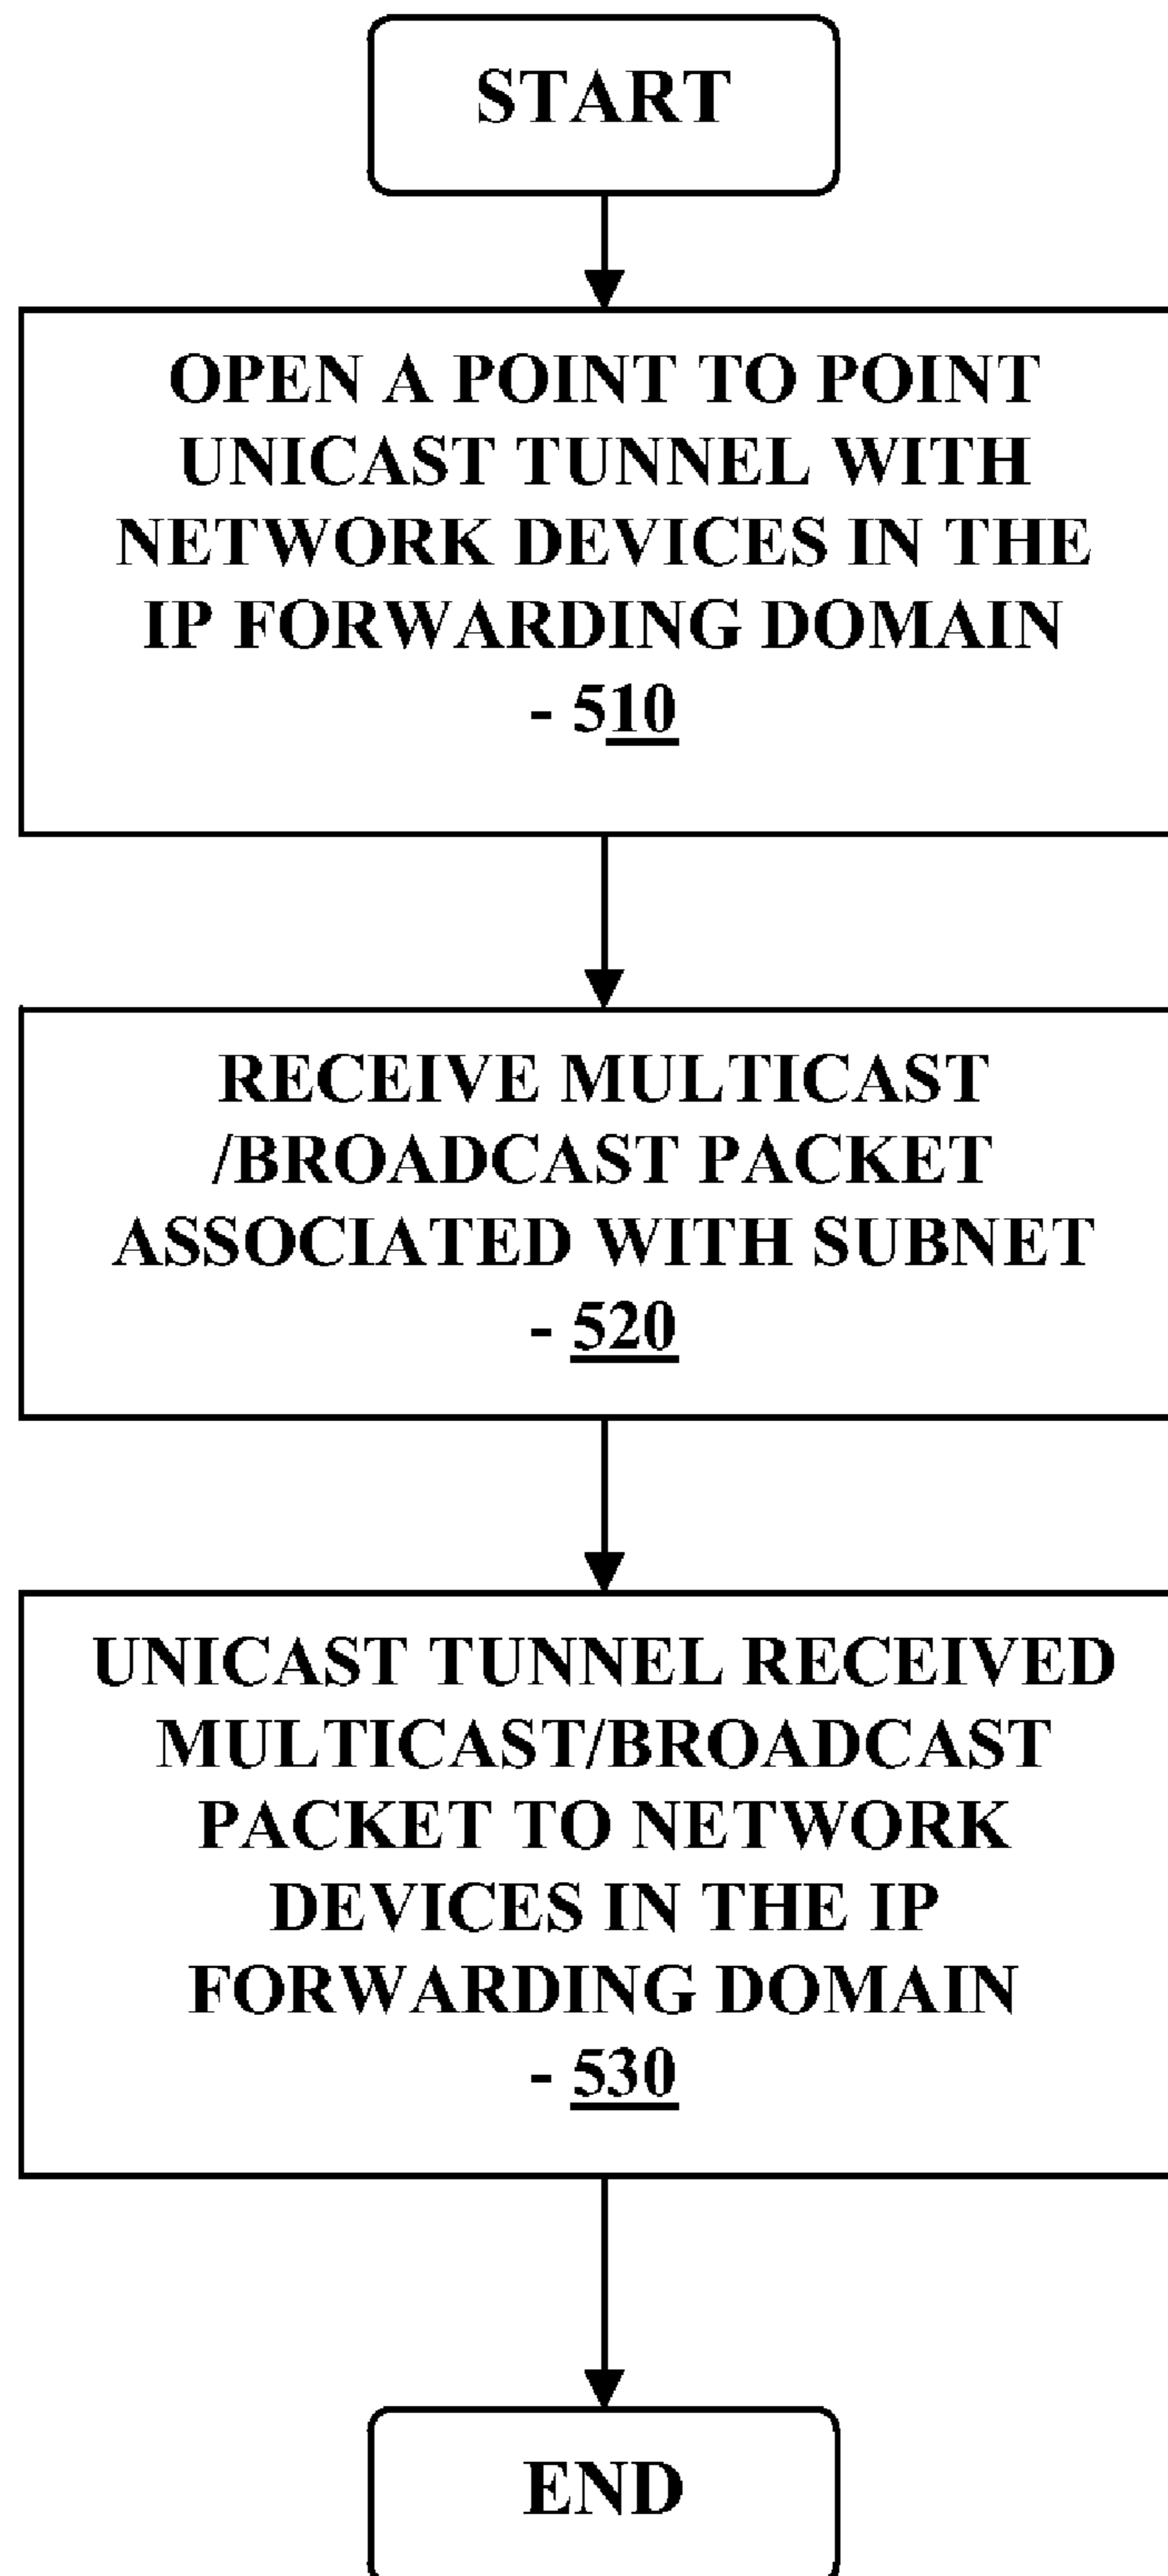 START
OPEN A POINT TO POINT
UNICAST TUNNEL WITH
NETWORK DEVICES IN THE
IP FORWARDING DOMAIN
- 510
RECEIVE MULTICAST
/BROADCAST PACKET
ASSOCIATED WITH SUBNET
- 520
UNICAST TUNNEL RECEIVED
MULTICAST/BROADCAST
PACKET TO NETWORK
DEVICES IN THE IP
FORWARDING DOMAIN
- 530
END